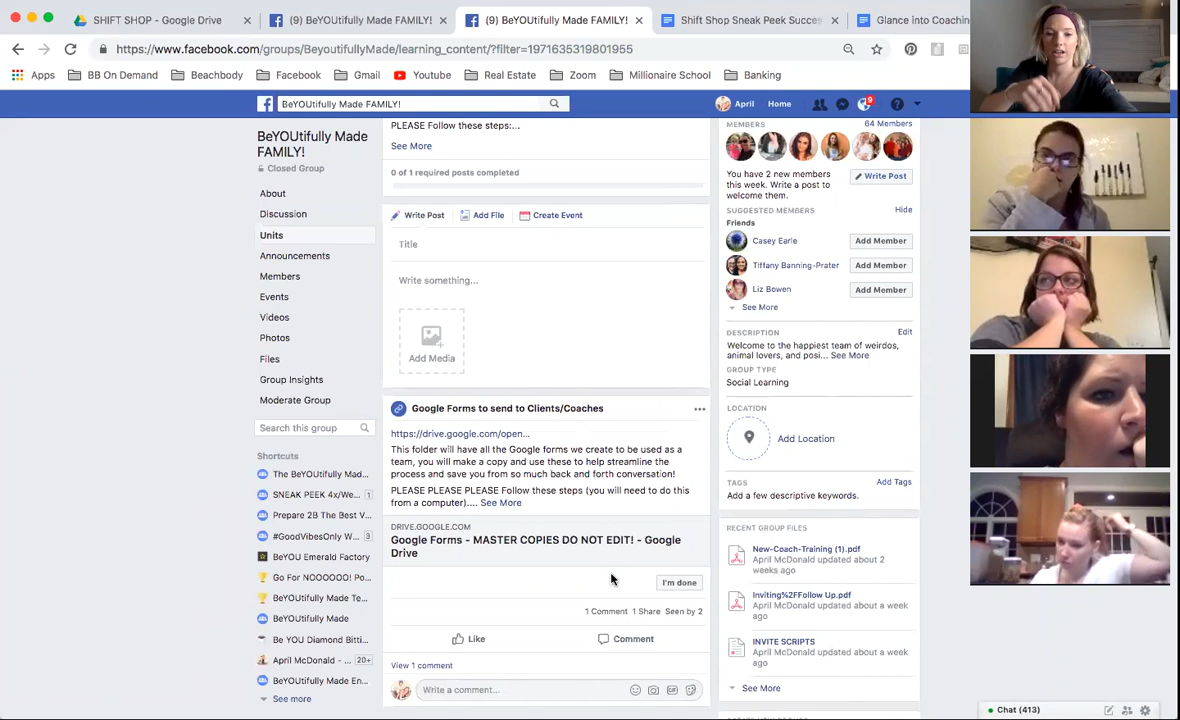 SHIFT SHOP - Google Drive
(9) BeYOUtifully Made FAMILY!
(9) BeYOUtifully Made FAMILY!
Shift Shop Sneak Peek Succes
Glance into Coaching
https://www.facebook.com/groups/BeyoutifullyMade/learning_content/?filter=1971635319801955
Apps
BB On Demand
Beachbody
Facebook
Gmail
Youtube
Real Estate
Zoom
Millionaire School
Banking
BeYOUtifully Made FAMILY!
April
Home
9
BeYOUtifully Made
FAMILY!
Closed Group
About
Discussion
Units
Announcements
Members
Events
Videos
Photos
Files
Group Insights
Moderate Group
Search this group
Shortcuts
The BeYOUtifully Mad...
SNEAK PEEK 4x/We... 1
Prepare 2B The Best V...
#GoodVibesOnly W... 3
BeYOU Emerald Factory
Go For NOOOOOO! Po...
BeYOUtifully Made Te...
BeYOUtifully Made
Be YOU Diamond Bitti...
April McDonald - ... 20+
BeYOUtifully Made En...
See more
PLEASE Follow these steps:...
See More
0 of 1 required posts completed
Write Post
Add File
Create Event
Title
Write something...
Add Media
Google Forms to send to Clients/Coaches
https://drive.google.com/open...
This folder will have all the Google forms we create to be used as a
team, you will make a copy and use these to help streamline the
process and save you from so much back and forth conversation!
PLEASE PLEASE PLEASE Follow these steps (you will need to do this
from a computer).... See More
DRIVE.GOOGLE.COM
Google Forms - MASTER COPIES DO NOT EDIT! - Google
Drive
I'm done
1 Comment 1 Share Seen by 2
Like
Comment
View 1 comment
Write a comment...
GIF
MEMBERS
64 Members
You have 2 new members
this week. Write a post to
welcome them.
Write Post
SUGGESTED MEMBERS
Hide
Friends
Casey Earle
Add Member
Tiffany Banning-Prater
Add Member
Liz Bowen
Add Member
See More
DESCRIPTION
Edit
Welcome to the happiest team of weirdos,
animal lovers, and posi... See More
GROUP TYPE
Social Learning
LOCATION
Add Location
TAGS
Add Tags
Add a few descriptive keywords.
RECENT GROUP FILES
New-Coach-Training (1).pdf
April McDonald updated about 2
weeks ago
Inviting%2FFollow Up.pdf
April McDonald updated about a
week ago
INVITE SCRIPTS
April McDonald updated about a
week ago
See More
Chat (413)